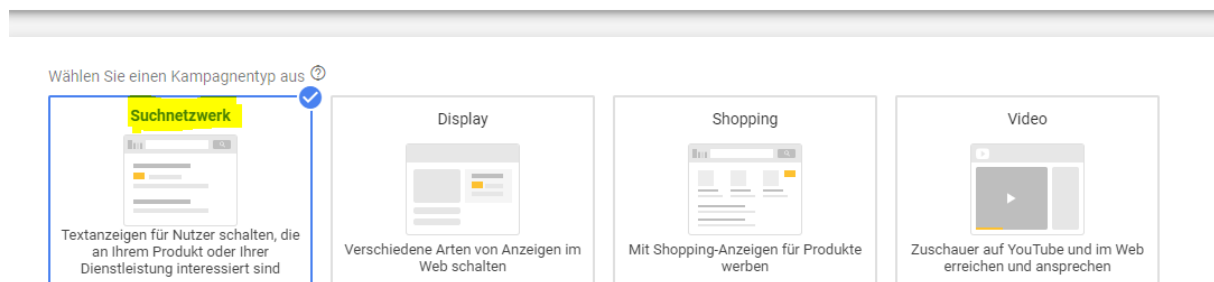 Wählen Sie einen Kampagnentyp aus
Suchnetzwerk
Textanzeigen für Nutzer schalten, die
an Ihrem Produkt oder Ihrer
Dienstleistung interessiert sind
Display
Verschiedene Arten von Anzeigen im
Web schalten
Shopping
Mit Shopping-Anzeigen für Produkte
werben
Video
Zuschauer auf YouTube und im Web
erreichen und ansprechen